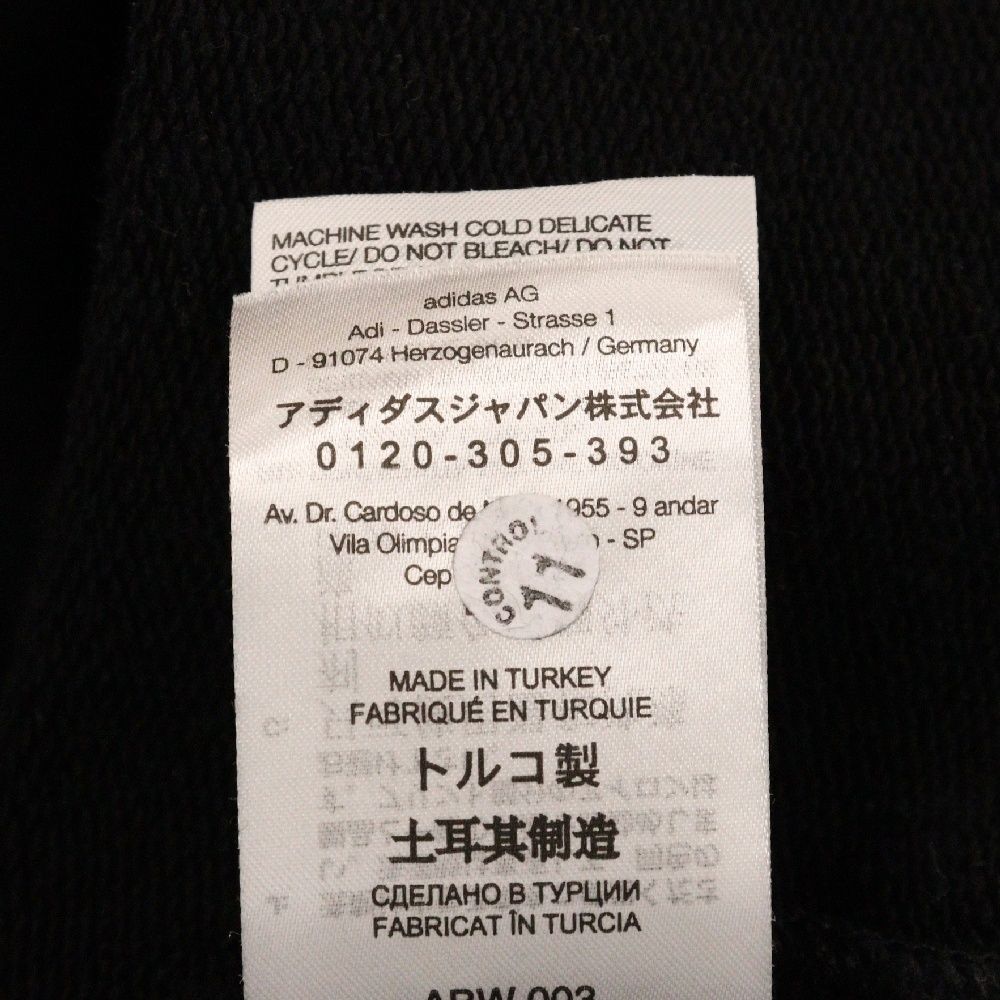 MACHINE WASH COLD DELICATE
CYCLE/ DO NOT BLEACH/ DO NOT
adidas AG
Adi - Dassler - Strasse 1
D - 91074 Herzogenaurach / Germany
アディダスジャパン株式会社
0120-305-393
Av. Dr. Cardoso de 1955 - 9 andar
Vila Olimpia - SP
Cep
CONTROL
11
MADE IN TURKEY
FABRIQUÉ EN TURQUIE
トルコ製
土耳其制造
СДЕЛАНО В ТУРЦИИ
FABRICAT ÎN TURCIA
ARW 003